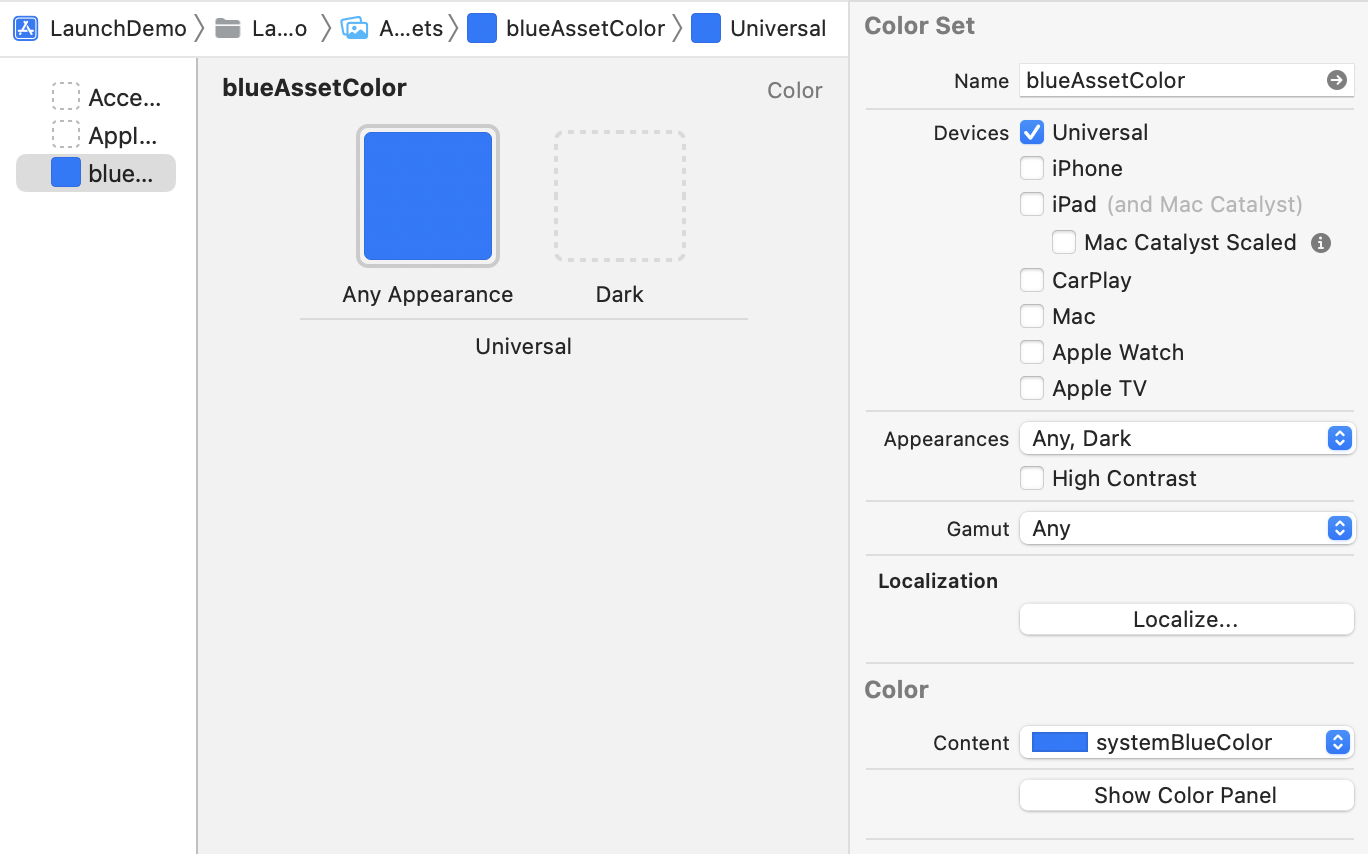 LaunchDemo La...o A...ets blueAssetColor Universal
Acce...
Appl...
blue...
blueAssetColor
Color
Any Appearance
Dark
Universal
Color Set
Name blueAssetColor
Devices Universal
iPhone
iPad (and Mac Catalyst)
Mac Catalyst Scaled
CarPlay
Mac
Apple Watch
Apple TV
Appearances Any, Dark
High Contrast
Gamut Any
Localization
Localize...
Color
Content systemBlueColor
Show Color Panel